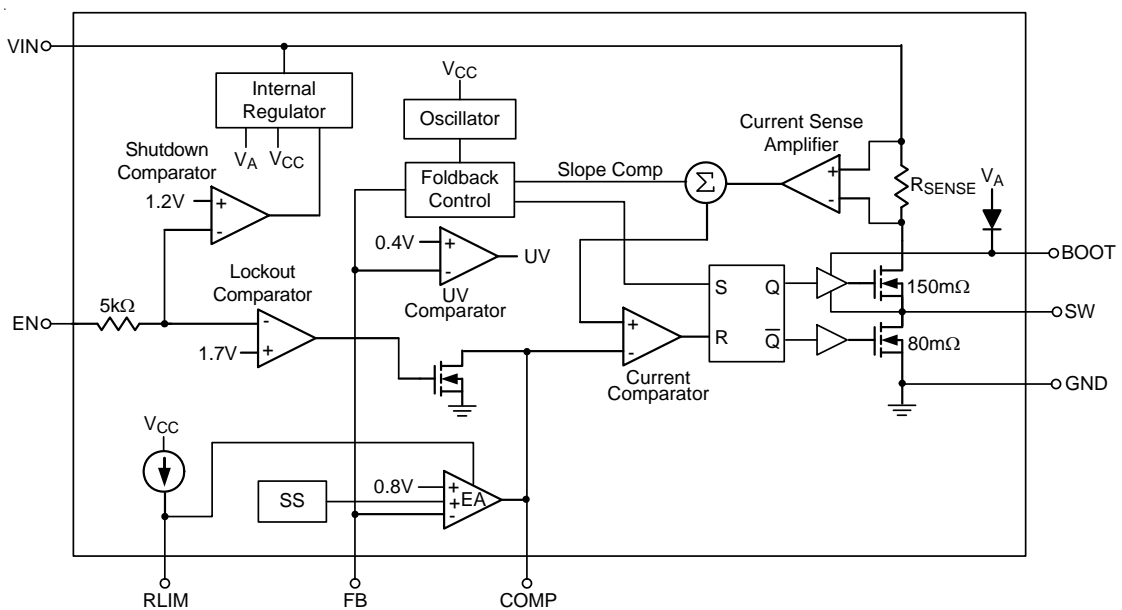 VIN
Internal
Regulator
VA
VCC
Shutdown
Comparator
1.2V
+
-
VCC
Oscillator
Foldback
Control
Slope Comp
Σ
Current Sense
Amplifier
+
-
RSENSE
VA
BOOT
0.4V
+
-
UV
UV
Comparator
Lockout
Comparator
5kΩ
EN
-
+
1.7V
S
Q
R
Q̅
150mΩ
SW
80mΩ
GND
+
-
Current
Comparator
VCC
SS
0.8V
+
+
-
EA
RLIM
FB
COMP